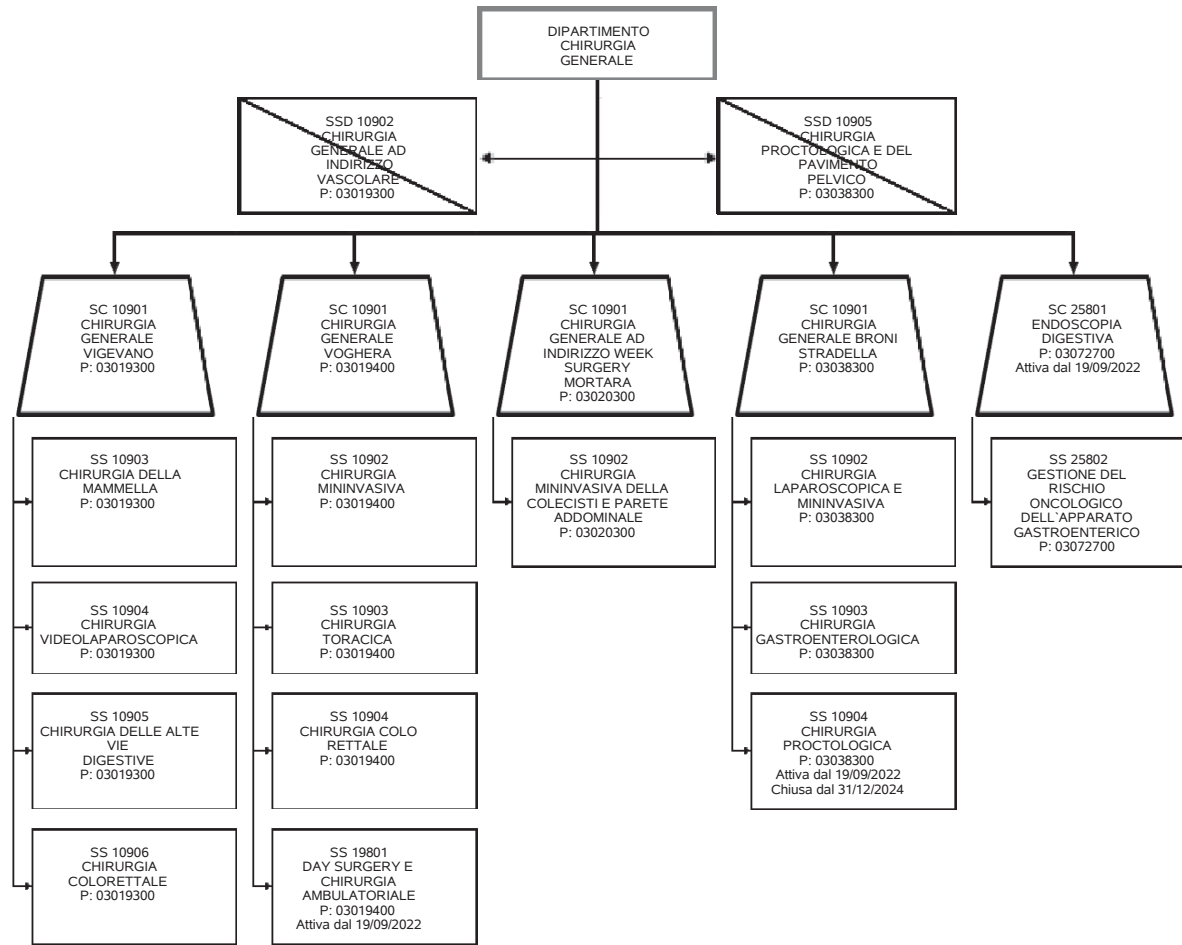 DIPARTIMENTO
CHIRURGIA
GENERALE
SSD 10902
CHIRURGIA
GENERALE AD
INDIRIZZO
VASCOLARE
P: 03019300
SSD 10905
CHIRURGIA
PROCTOLOGICA E DEL
PAVIMENTO
PELVICO
P: 03038300
SC 10901
CHIRURGIA
GENERALE
VIGEVANO
P: 03019300
SC 10901
CHIRURGIA
GENERALE
VOGHERA
P: 03019400
SC 10901
CHIRURGIA
GENERALE AD
INDIRIZZO WEEK
SURGERY
MORTARA
P: 03020300
SC 10901
CHIRURGIA
GENERALE BRONI
STRADELLA
P: 03038300
SC 25801
ENDOSCOPIA
DIGESTIVA
P: 03072700
Attiva dal 19/09/2022
SS 10903
CHIRURGIA DELLA
MAMMELLA
P: 03019300
SS 10902
CHIRURGIA
MININVASIVA
P: 03019400
SS 10902
CHIRURGIA
MININVASIVA DELLA
COLECISTI E PARETE
ADDOMINALE
P: 03020300
SS 10902
CHIRURGIA
LAPAROSCOPICA E
MININVASIVA
P: 03038300
SS 25802
GESTIONE DEL
RISCHIO
ONCOLOGICO
DELL`APPARATO
GASTROENTERICO
P: 03072700
SS 10904
CHIRURGIA
VIDEOLAPAROSCOPICA
P: 03019300
SS 10903
CHIRURGIA
TORACICA
P: 03019400
SS 10903
CHIRURGIA
GASTROENTEROLOGICA
P: 03038300
SS 10905
CHIRURGIA DELLE ALTE
VIE
DIGESTIVE
P: 03019300
SS 10904
CHIRURGIA COLO
RETTALE
P: 03019400
SS 10904
CHIRURGIA
PROCTOLOGICA
P: 03038300
Attiva dal 19/09/2022
Chiusa dal 31/12/2024
SS 10906
CHIRURGIA
COLORETTALE
P: 03019300
SS 19801
DAY SURGERY E
CHIRURGIA
AMBULATORIALE
P: 03019400
Attiva dal 19/09/2022